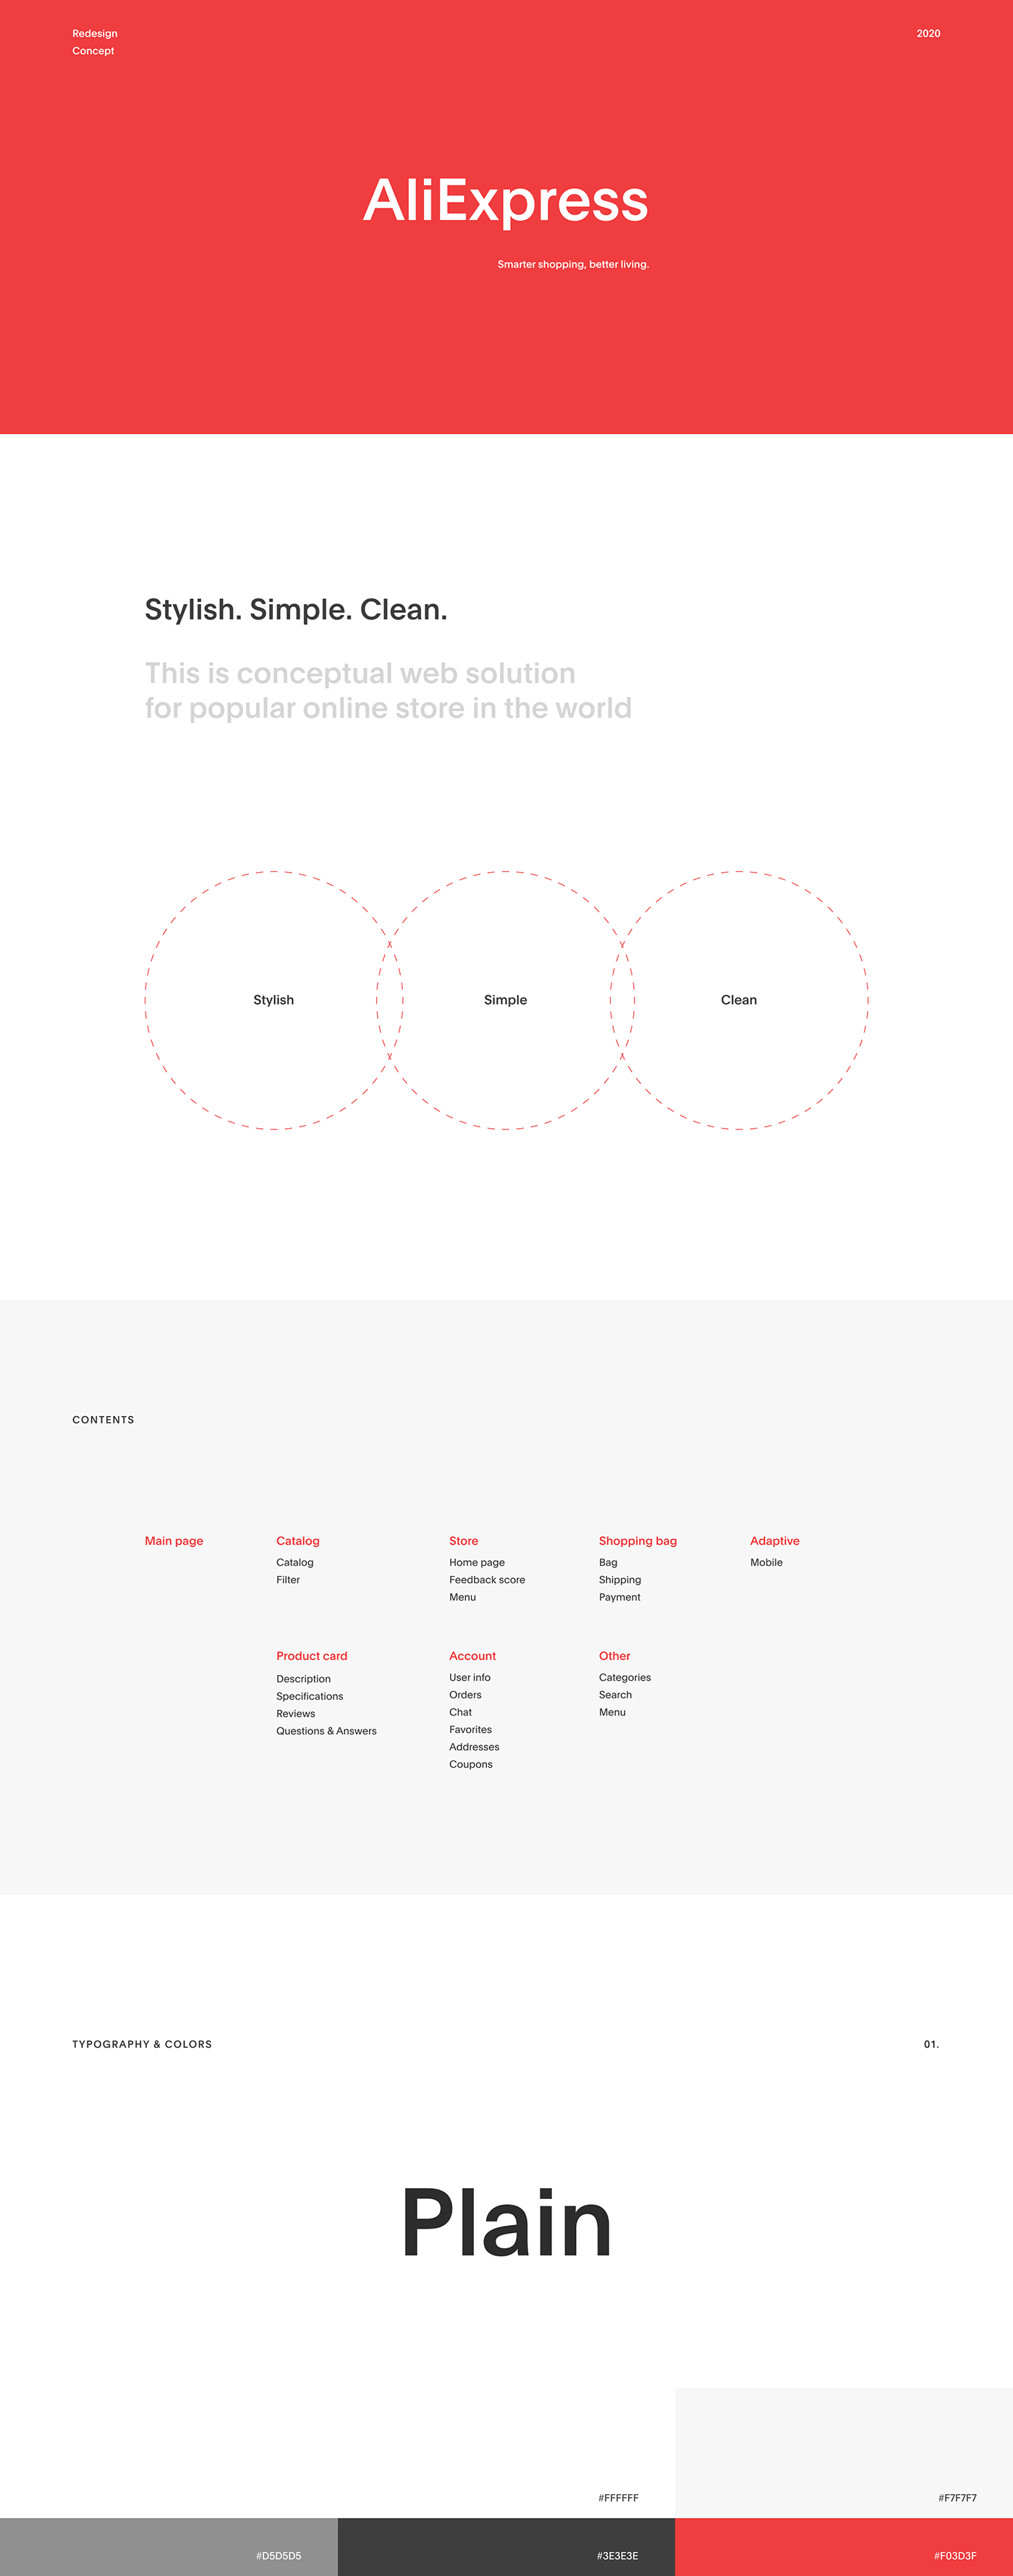 Redesign
Concept
2020
AliExpress
Smarter shopping, better living.
Stylish. Simple. Clean.
This is conceptual web solution
for popular online store in the world
Stylish
Simple
Clean
CONTENTS
Main page
Catalog
Catalog
Filter
Store
Home page
Feedback score
Menu
Shopping bag
Bag
Shipping
Payment
Adaptive
Mobile
Product card
Description
Specifications
Reviews
Questions & Answers
Account
User info
Orders
Chat
Favorites
Addresses
Coupons
Other
Categories
Search
Menu
TYPOGRAPHY & COLORS
01.
Plain
#FFFFFF
#F7F7F7
#D5D5D5
#3E3E3E
#F03D3F